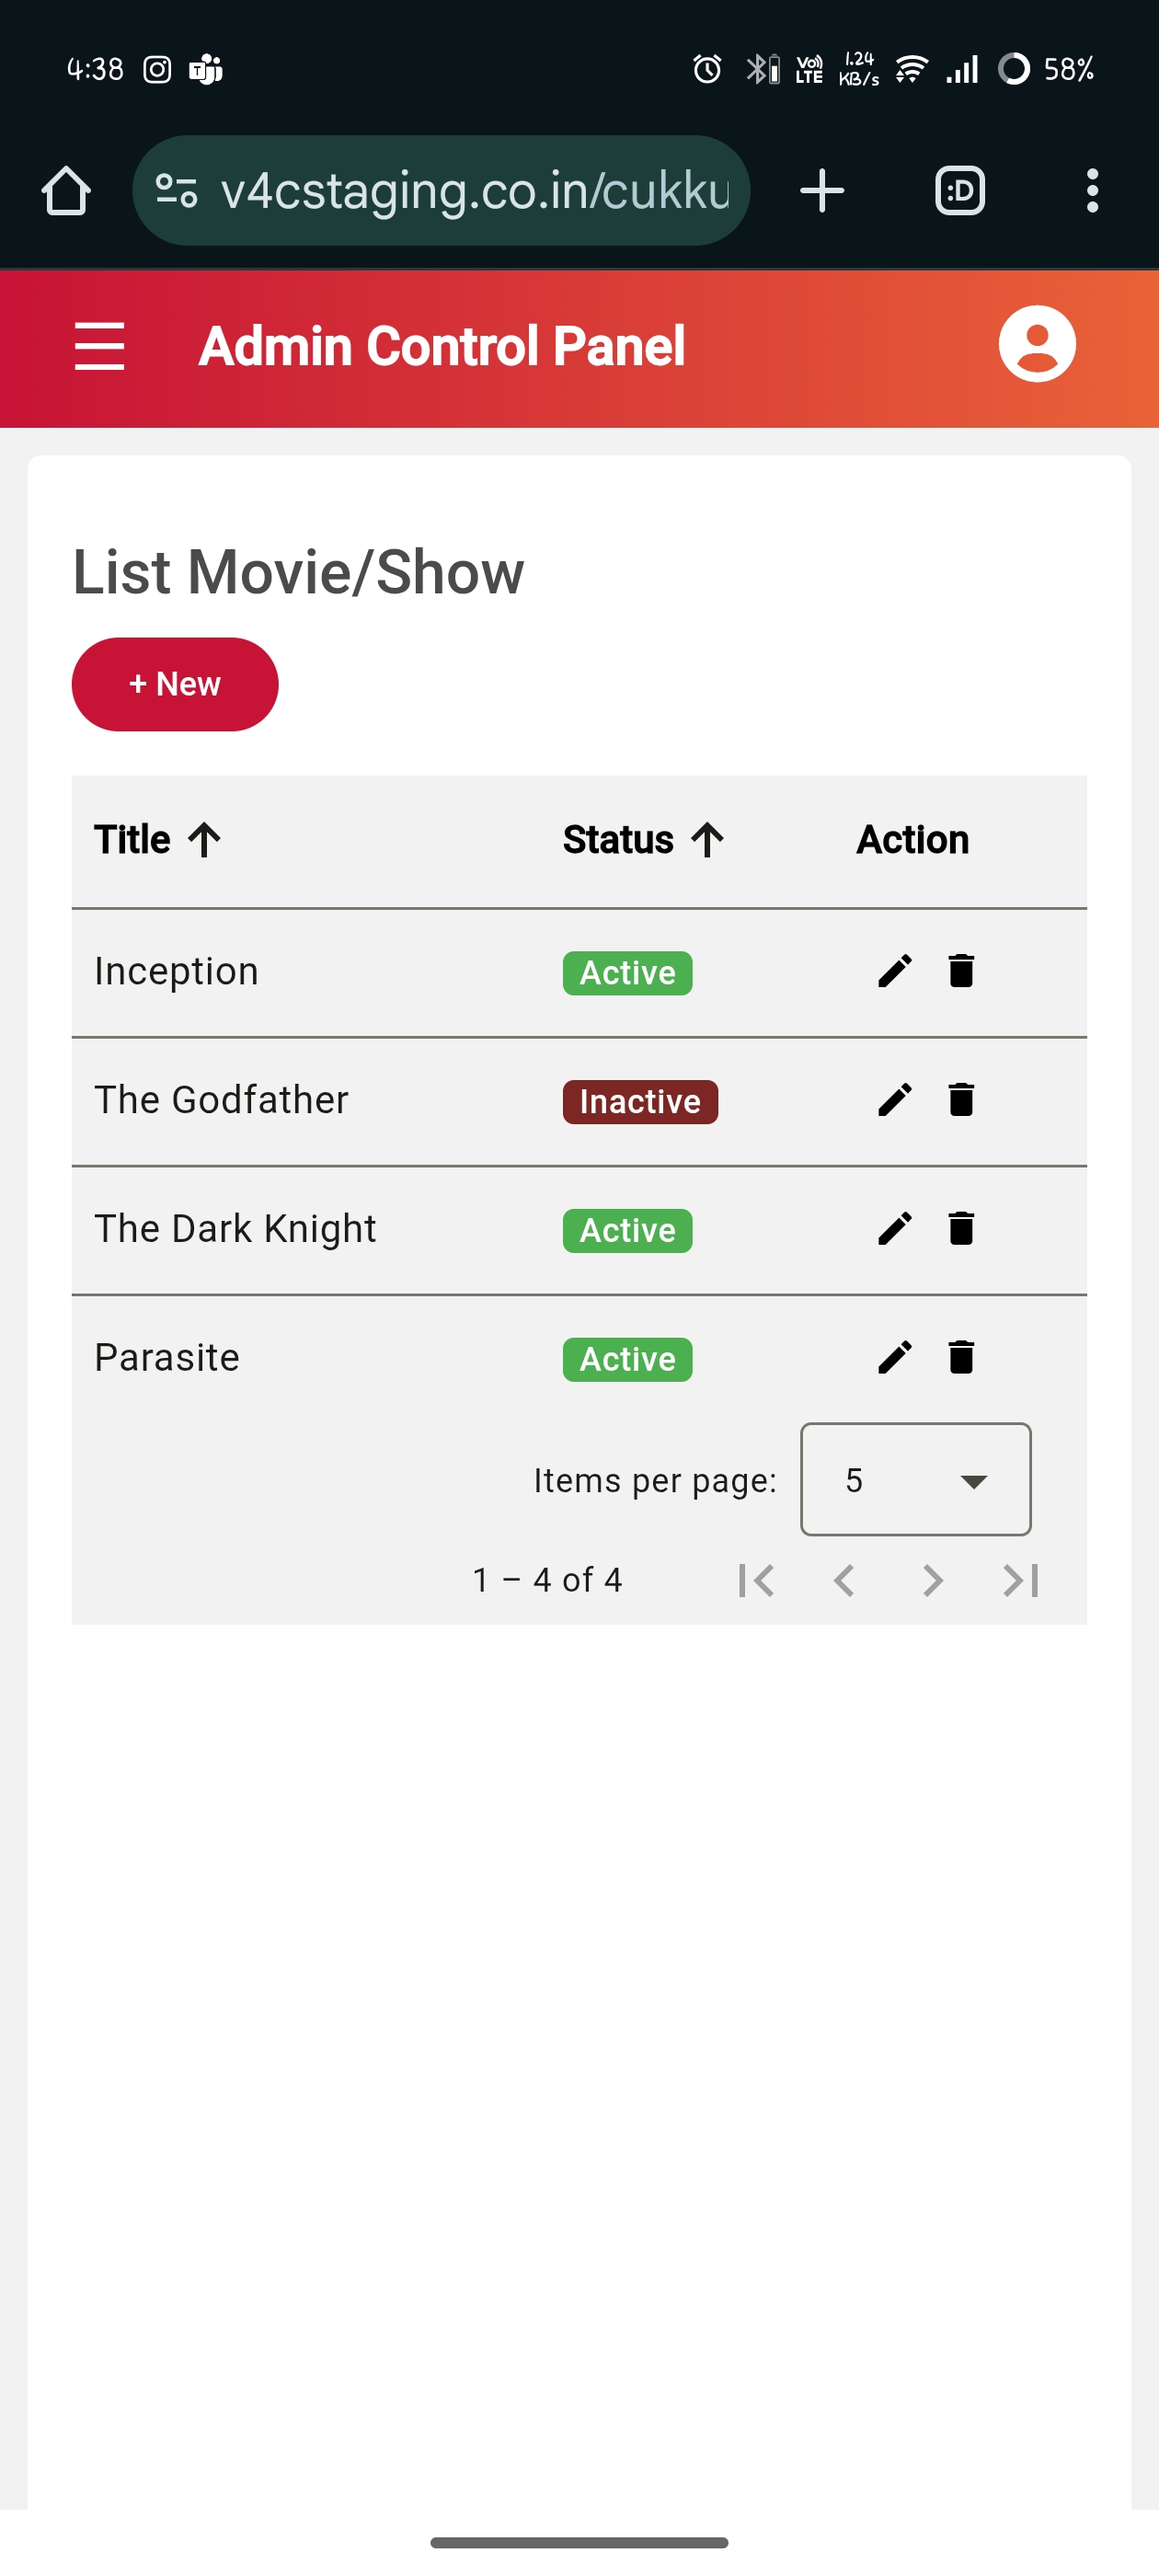 4:38 VoLTE 1.24 KB/s 58%
v4cstaging.co.in/cukku :D
Admin Control Panel
List Movie/Show
+ New
Title Status Action
Inception Active
The Godfather Inactive
The Dark Knight Active
Parasite Active
Items per page: 5
1 – 4 of 4